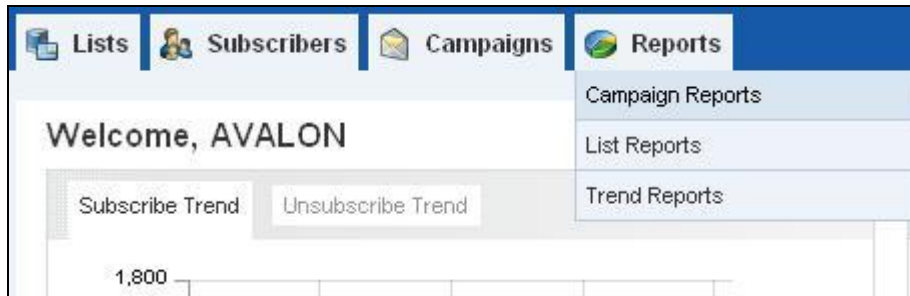 Lists Subscribers Campaigns Reports
Campaign Reports
Welcome, AVALON
List Reports
Subscribe Trend Unsubscribe Trend
Trend Reports
1,800